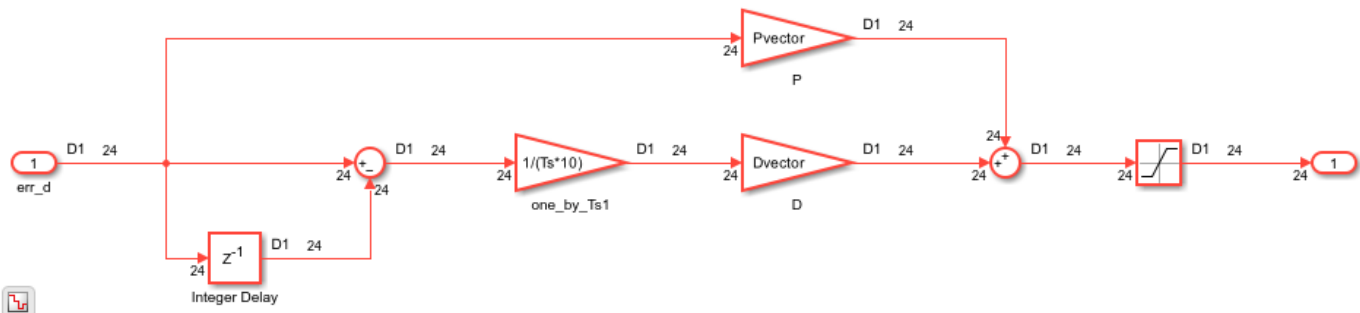 D1 24
24
Pvector
P
24
1
err_d
D1 24
24
+
−
24
D1 24
24
1/(Ts*10)
one_by_Ts1
D1 24
24
Dvector
D
D1 24
24
24
+
+
D1 24
24
D1 24
24
1
24
z-1
Integer Delay
D1 24